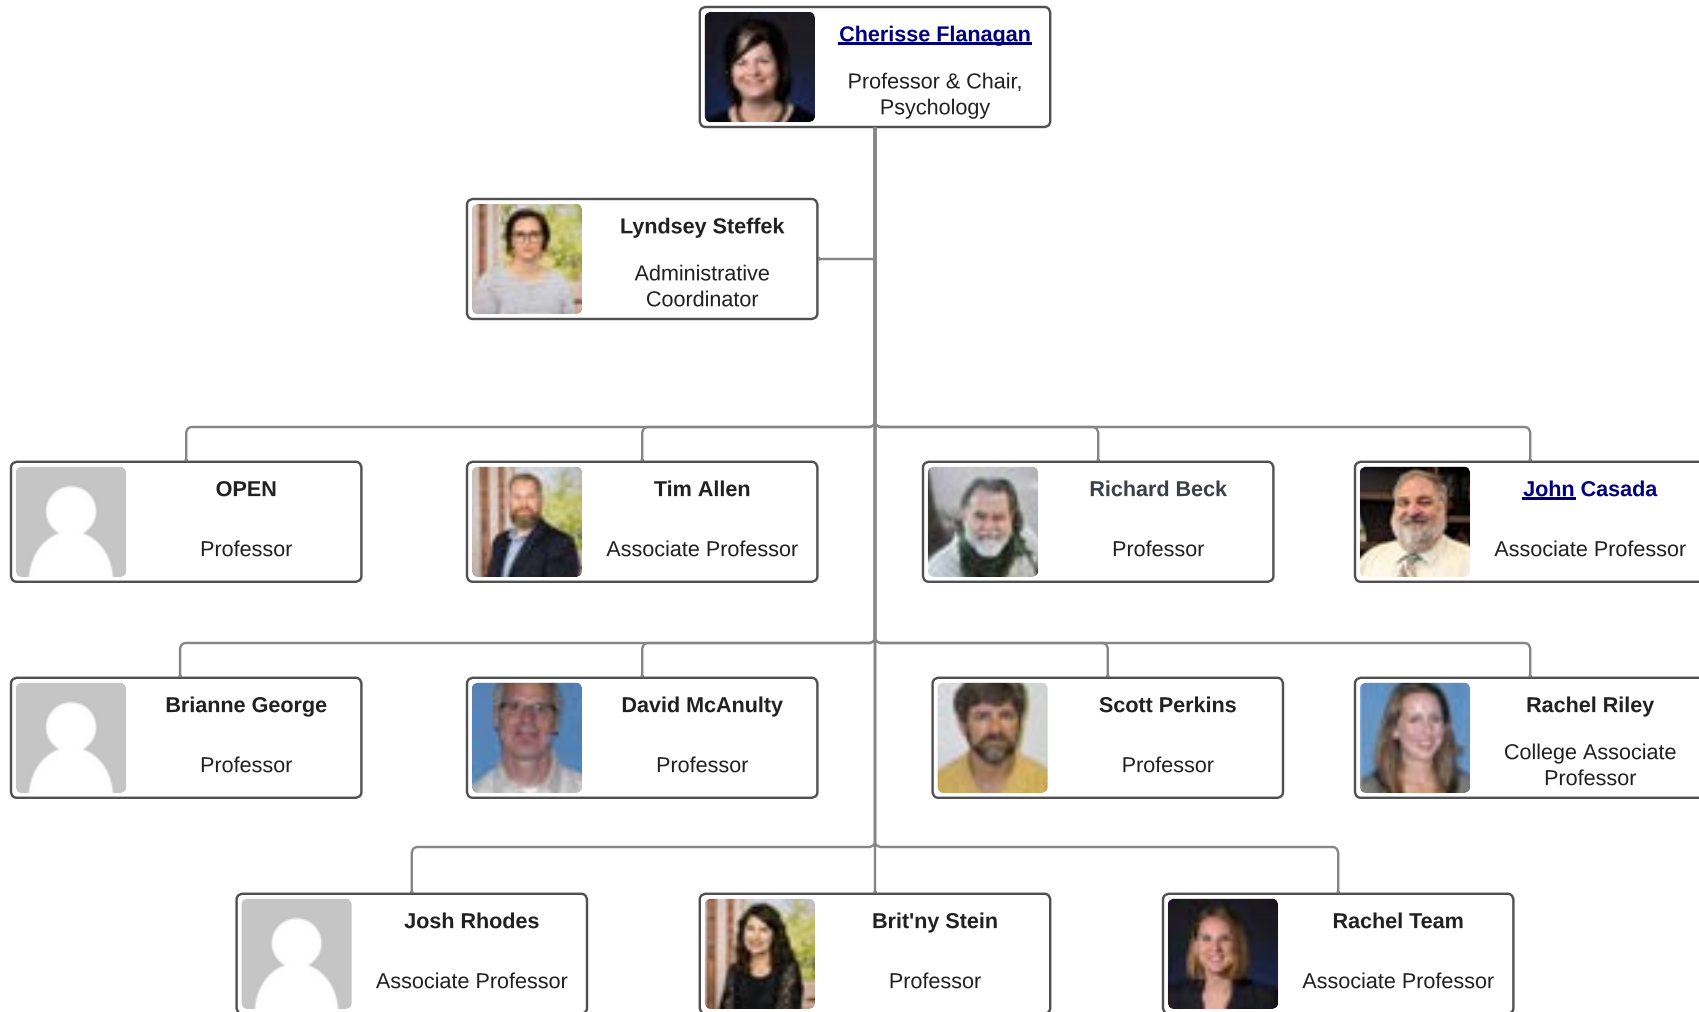 Cherisse Flanagan
Professor & Chair,
Psychology
Lyndsey Steffek
Administrative
Coordinator
OPEN
Professor
Tim Allen
Associate Professor
Richard Beck
Professor
John Casada
Associate Professor
Brianne George
Professor
David McAnulty
Professor
Scott Perkins
Professor
Rachel Riley
College Associate
Professor
Josh Rhodes
Associate Professor
Brit'ny Stein
Professor
Rachel Team
Associate Professor